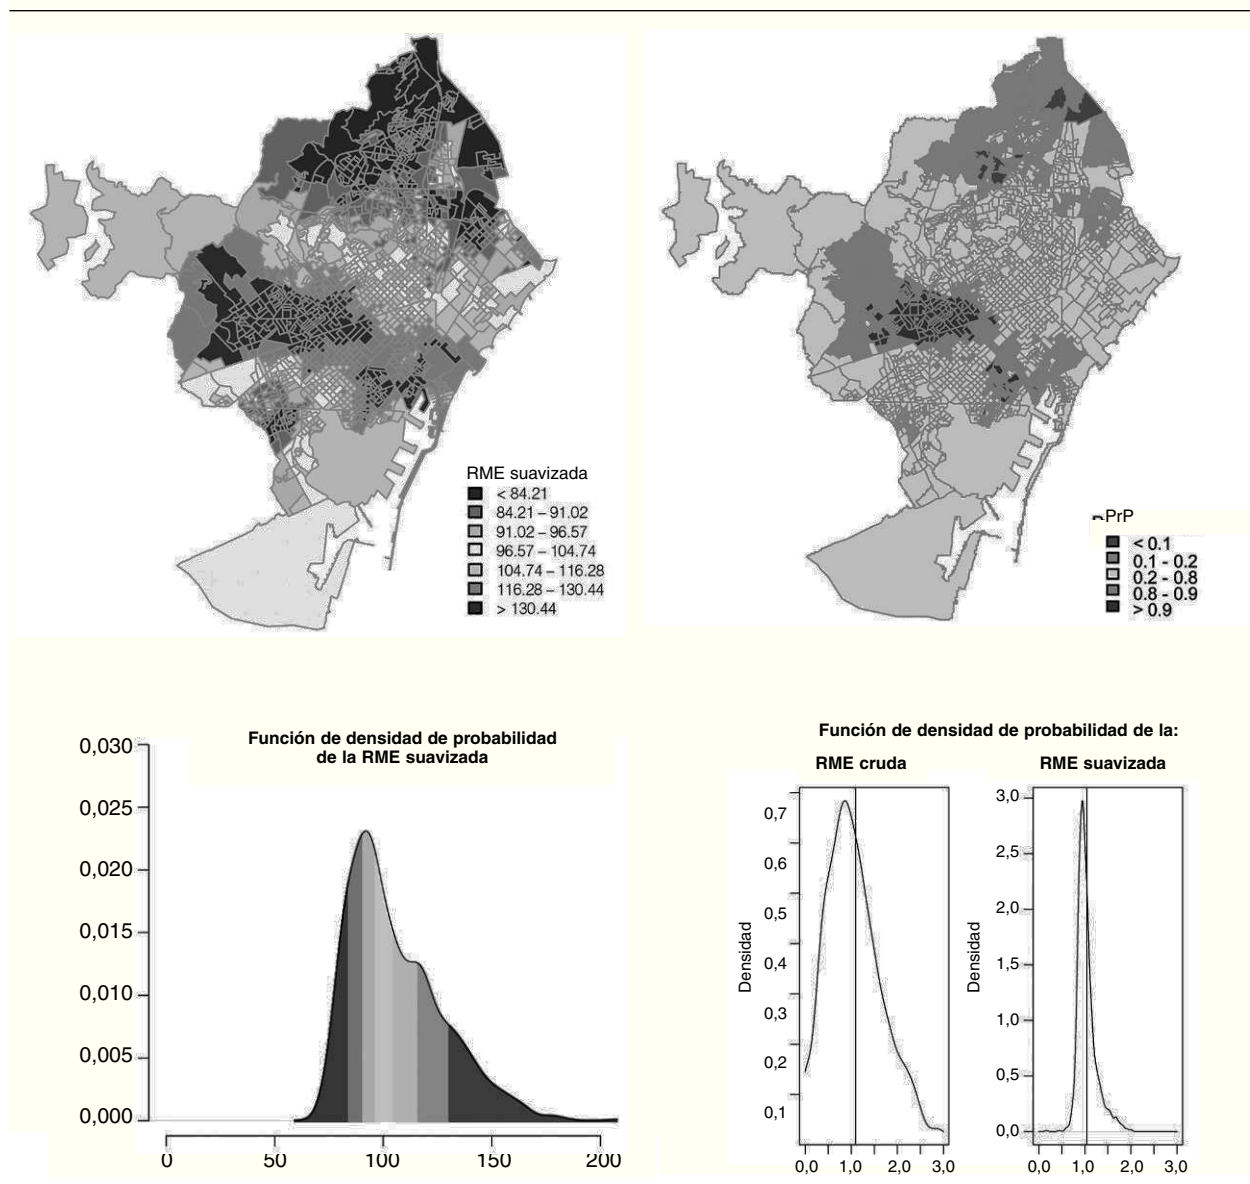 RME suavizada
< 84.21
84.21 – 91.02
91.02 – 96.57
96.57 – 104.74
104.74 – 116.28
116.28 – 130.44
> 130.44
PrP
< 0.1
0.1 - 0.2
0.2 - 0.8
0.8 - 0.9
> 0.9
Función de densidad de probabilidad
de la RME suavizada
0,030
0,025
0,020
0,015
0,010
0,005
0,000
0 50 100 150 200
Función de densidad de probabilidad de la:
RME cruda
Densidad
0,7
0,6
0,5
0,4
0,3
0,2
0,1
0,0 1,0 2,0 3,0
RME suavizada
Densidad
3,0
2,5
2,0
1,5
1,0
0,5
0,0
0,0 1,0 2,0 3,0